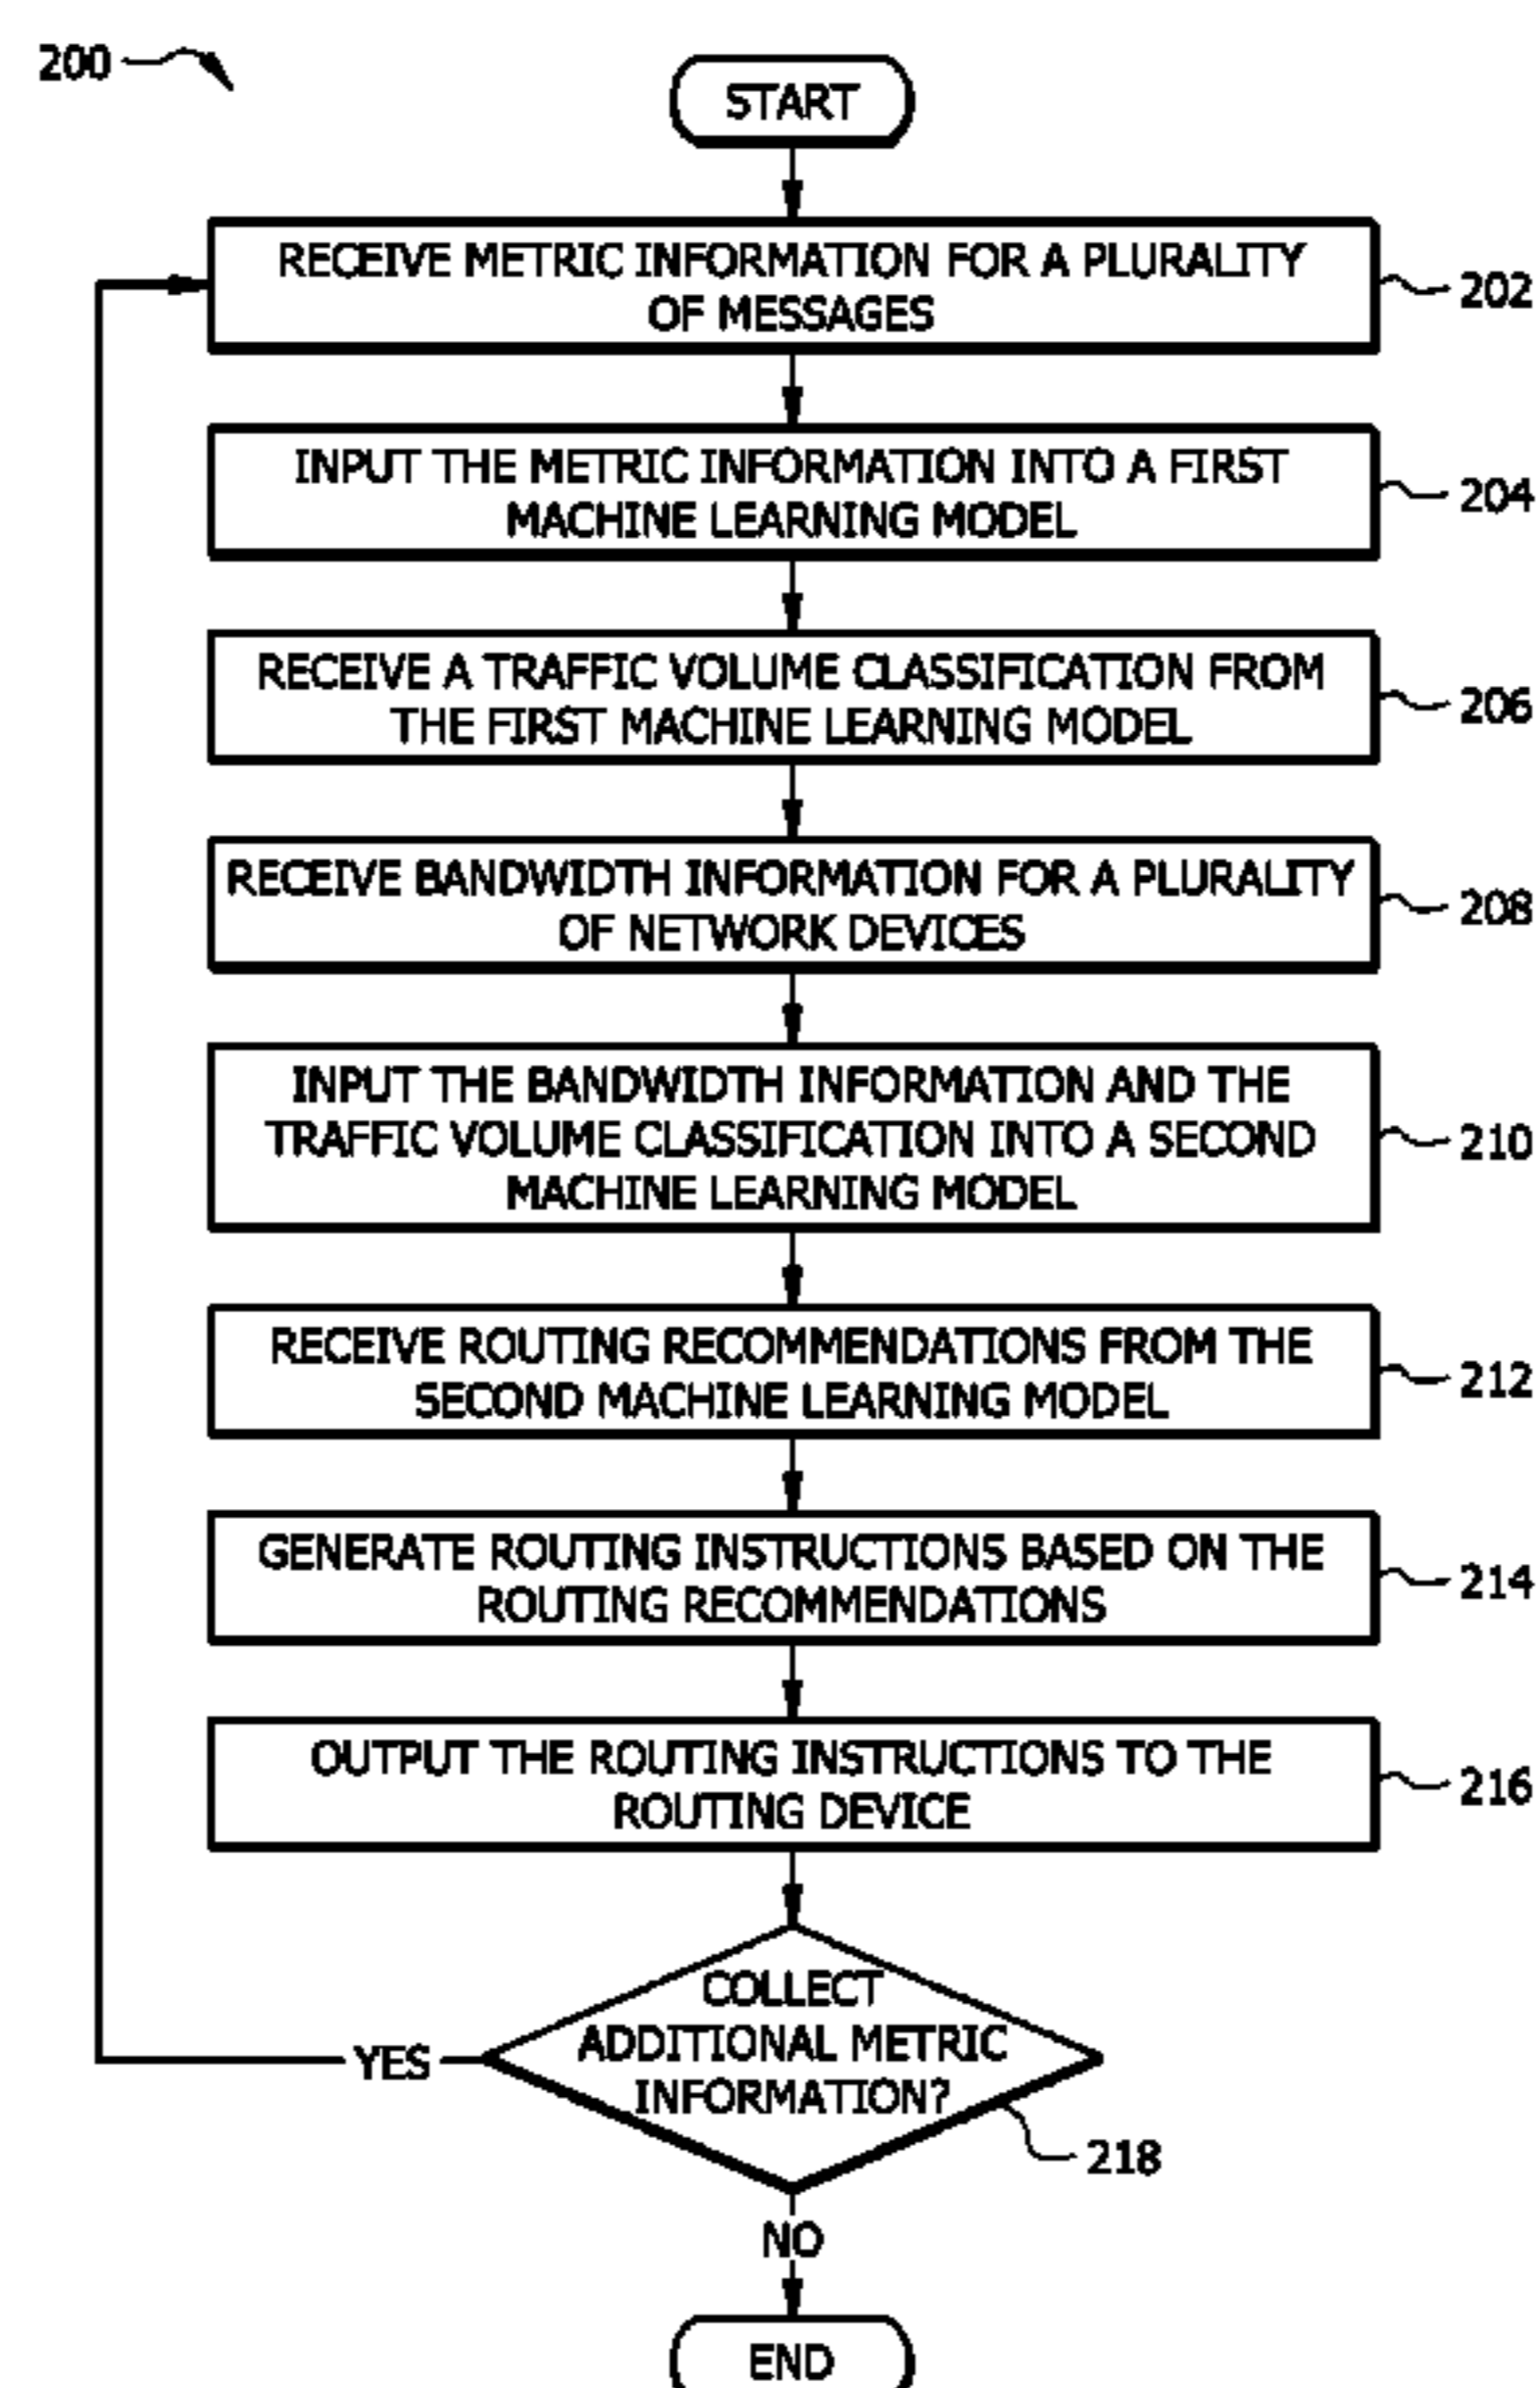 200
START
RECEIVE METRIC INFORMATION FOR A PLURALITY
OF MESSAGES
202
INPUT THE METRIC INFORMATION INTO A FIRST
MACHINE LEARNING MODEL
204
RECEIVE A TRAFFIC VOLUME CLASSIFICATION FROM
THE FIRST MACHINE LEARNING MODEL
206
RECEIVE BANDWIDTH INFORMATION FOR A PLURALITY
OF NETWORK DEVICES
208
INPUT THE BANDWIDTH INFORMATION AND THE
TRAFFIC VOLUME CLASSIFICATION INTO A SECOND
MACHINE LEARNING MODEL
210
RECEIVE ROUTING RECOMMENDATIONS FROM THE
SECOND MACHINE LEARNING MODEL
212
GENERATE ROUTING INSTRUCTIONS BASED ON THE
ROUTING RECOMMENDATIONS
214
OUTPUT THE ROUTING INSTRUCTIONS TO THE
ROUTING DEVICE
216
COLLECT
ADDITIONAL METRIC
INFORMATION?
YES
218
NO
END